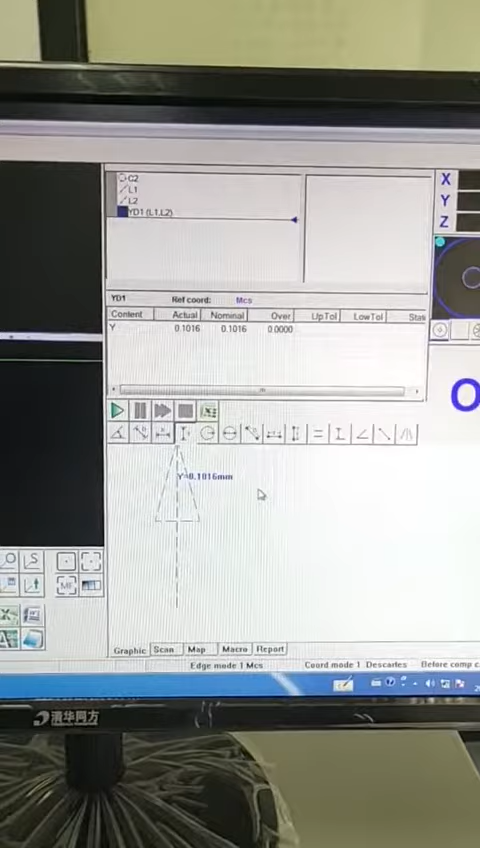 C2
L1
L2
YD1 (L1,L2)
X
Y
Z
YD1 Ref coord: Mcs
Content Actual Nominal Over UpTol LowTol Stat
Y 0.1016 0.1016 0.0000
Y=0.1016mm
Graphic Scan Map Macro Report
Edge mode 1 Mcs Coord mode 1 Descartes Before comp c
清华同方